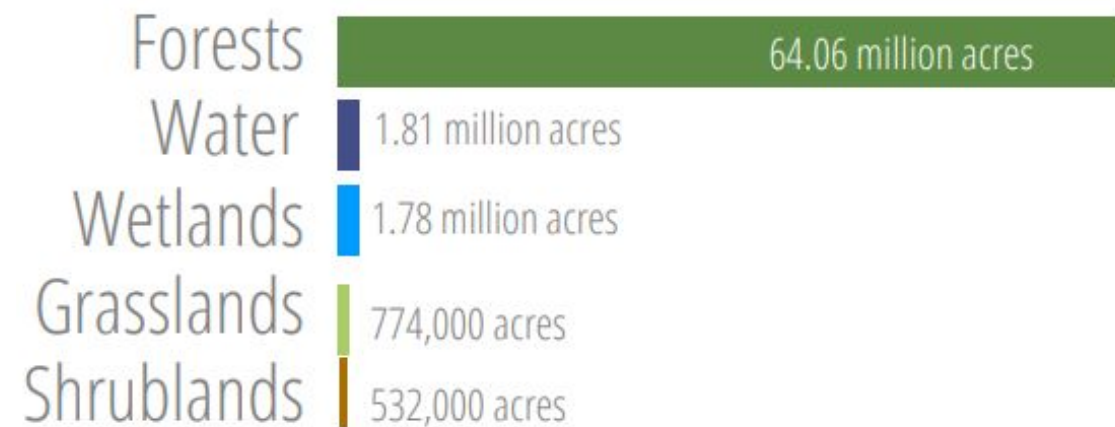 Forests 64.06 million acres
Water 1.81 million acres
Wetlands 1.78 million acres
Grasslands 774,000 acres
Shrublands 532,000 acres